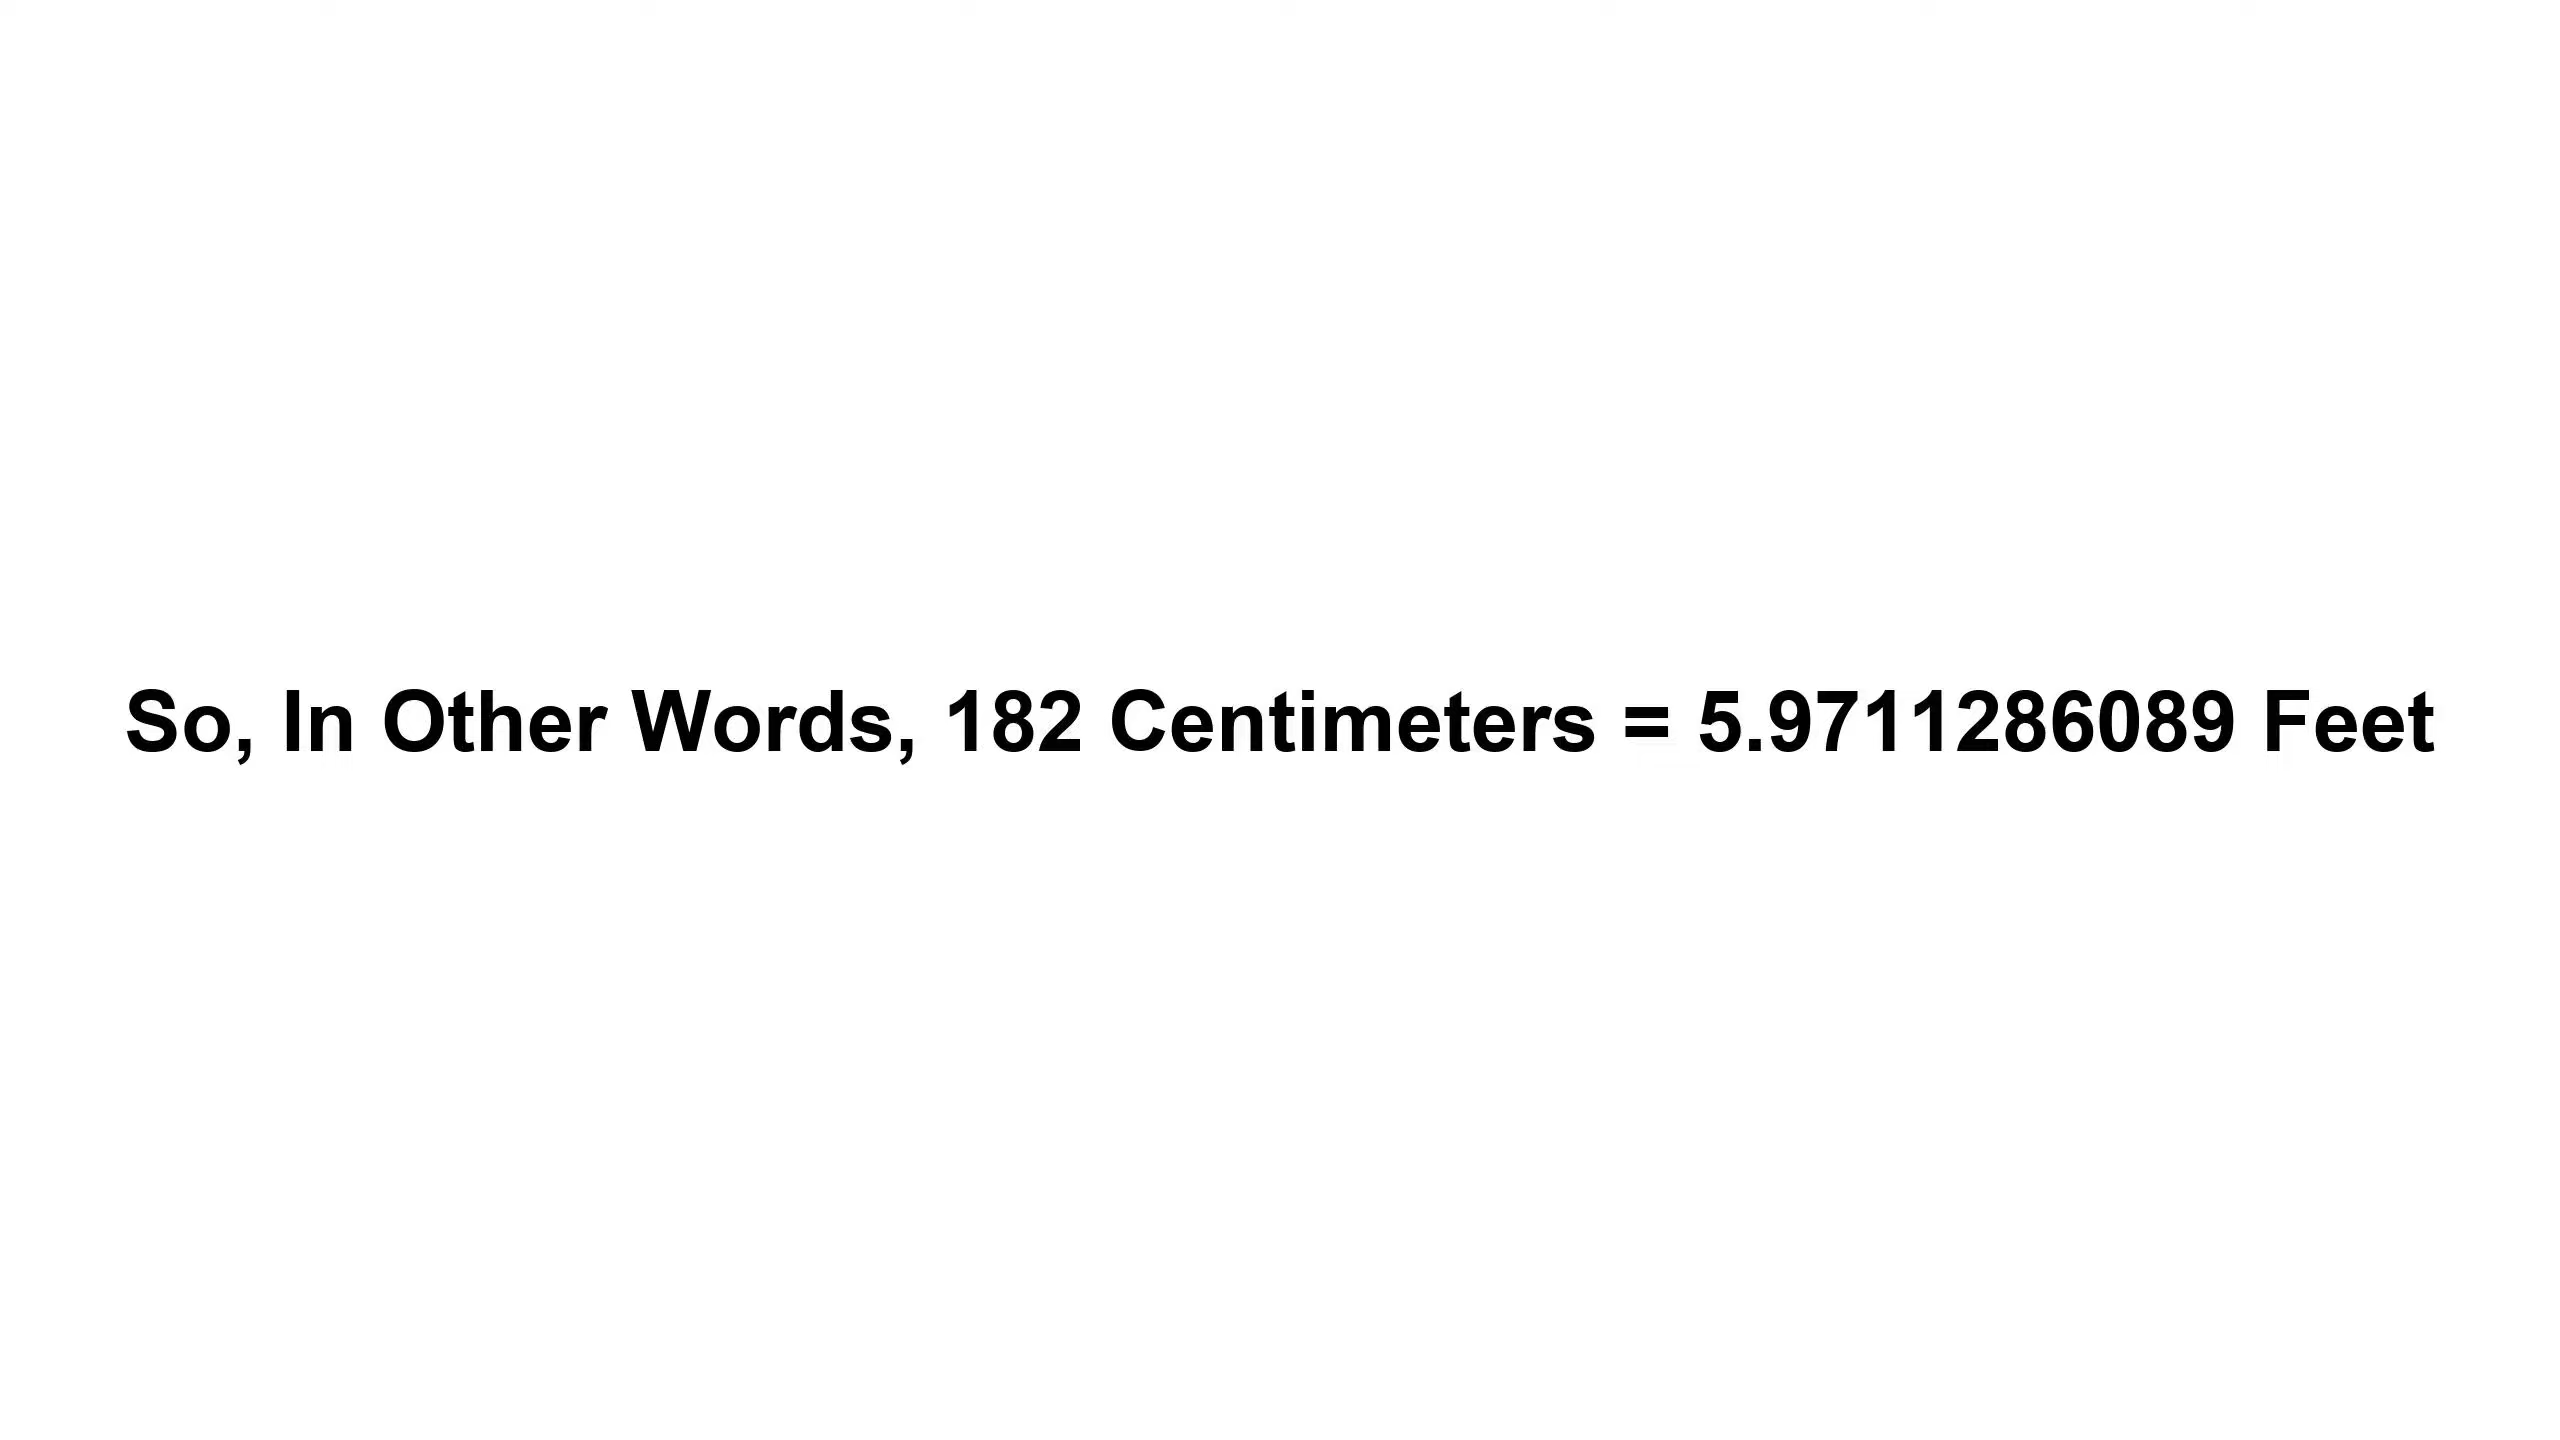 So, In Other Words, 182 Centimeters = 5.9711286089 Feet